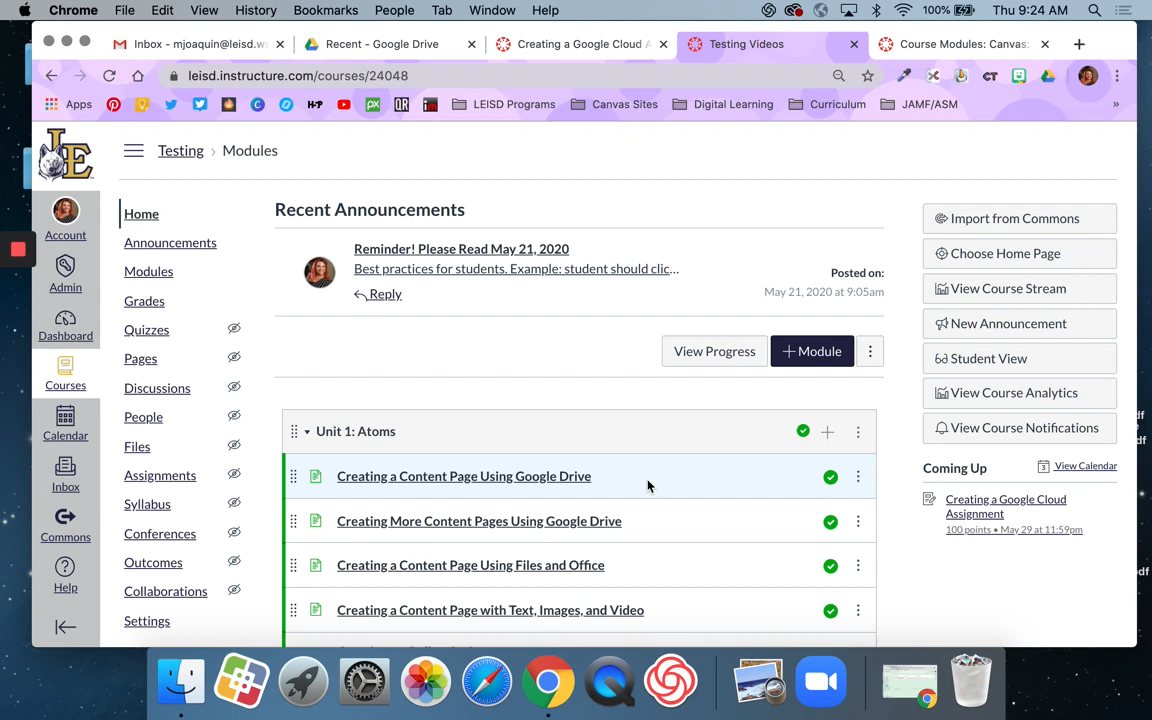 Chrome File Edit View History Bookmarks People Tab Window Help 100% Thu 9:24 AM
Inbox - mjoaquin@leisd.ws Recent - Google Drive Creating a Google Cloud A Testing Videos Course Modules: Canvas:
leisd.instructure.com/courses/24048
Apps LEISD Programs Canvas Sites Digital Learning Curriculum JAMF/ASM »
Testing › Modules
Account
Admin
Dashboard
Courses
Calendar
Inbox
Commons
Help
Home
Announcements
Modules
Grades
Quizzes
Pages
Discussions
People
Files
Assignments
Syllabus
Conferences
Outcomes
Collaborations
Settings
Recent Announcements
Reminder! Please Read May 21, 2020
Best practices for students. Example: student should clic...
Reply
Posted on:
May 21, 2020 at 9:05am
View Progress + Module
Unit 1: Atoms
Creating a Content Page Using Google Drive
Creating More Content Pages Using Google Drive
Creating a Content Page Using Files and Office
Creating a Content Page with Text, Images, and Video
Import from Commons
Choose Home Page
View Course Stream
New Announcement
Student View
View Course Analytics
View Course Notifications
Coming Up View Calendar
Creating a Google Cloud
Assignment
100 points • May 29 at 11:59pm